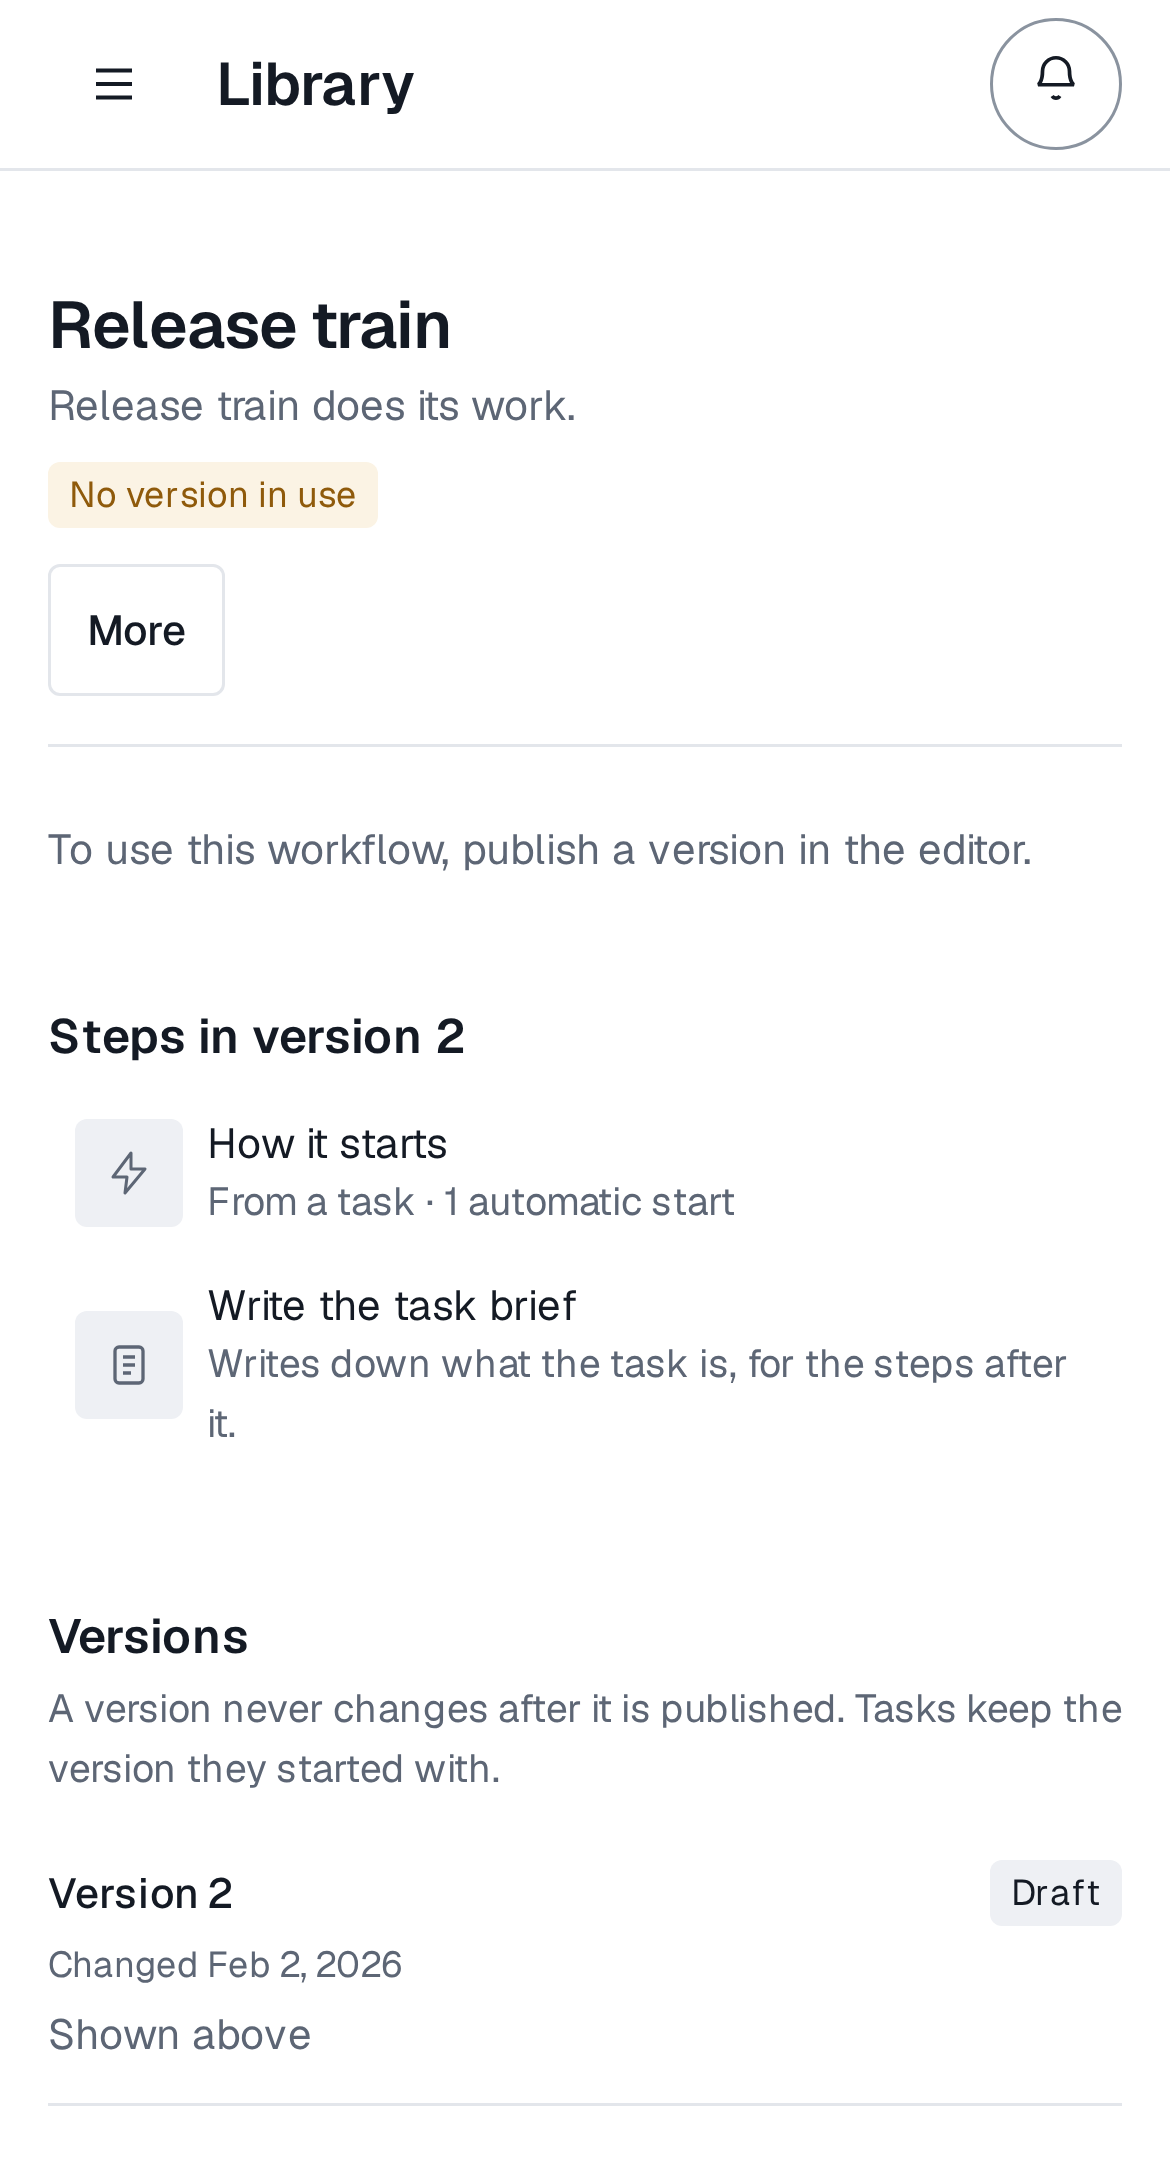 Library
Release train
Release train does its work.
No version in use
More
To use this workflow, publish a version in the editor.
Steps in version 2
How it starts
From a task · 1 automatic start
Write the task brief
Writes down what the task is, for the steps after
it.
Versions
A version never changes after it is published. Tasks keep the
version they started with.
Version 2
Draft
Changed Feb 2, 2026
Shown above